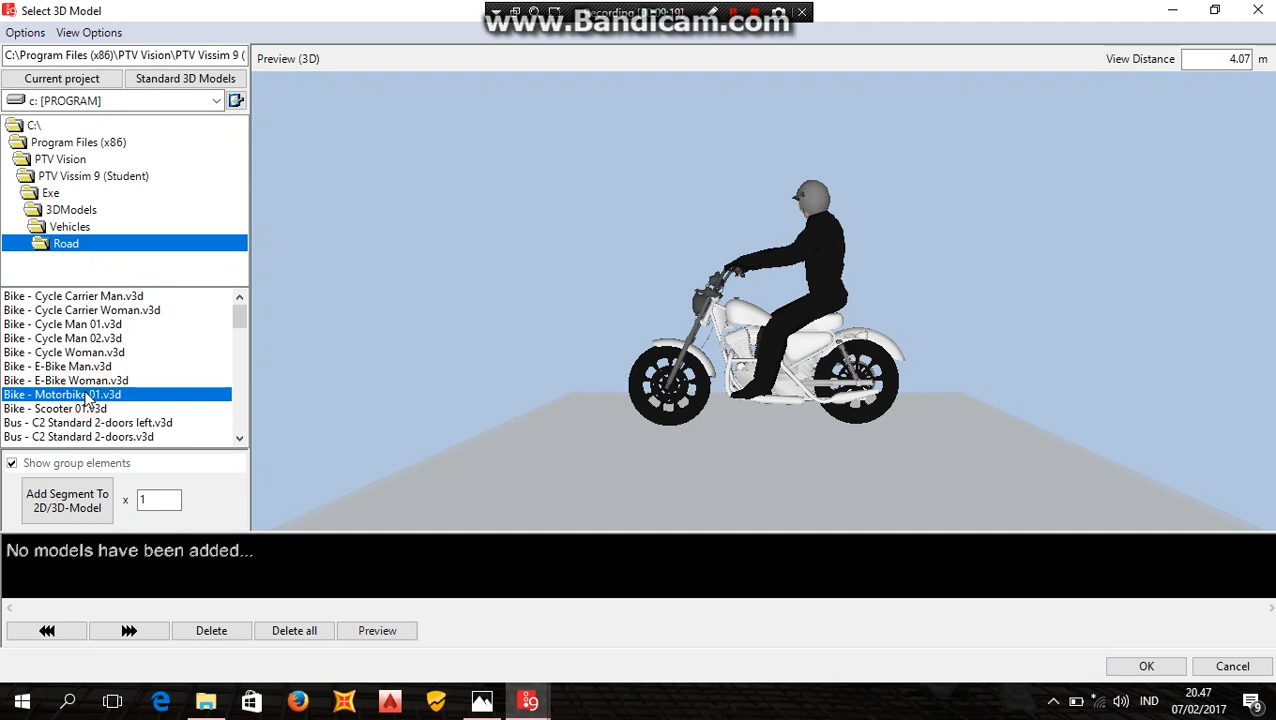 Select 3D Model
Recording [00:09:19]
www.Bandicam.com
Options View Options
C:\Program Files (x86)\PTV Vision\PTV Vissim 9 (
Preview (3D)
View Distance 4.07 m
Current project Standard 3D Models
c: [PROGRAM]
C:\
Program Files (x86)
PTV Vision
PTV Vissim 9 (Student)
Exe
3DModels
Vehicles
Road
Bike - Cycle Carrier Man.v3d
Bike - Cycle Carrier Woman.v3d
Bike - Cycle Man 01.v3d
Bike - Cycle Man 02.v3d
Bike - Cycle Woman.v3d
Bike - E-Bike Man.v3d
Bike - E-Bike Woman.v3d
Bike - Motorbike 01.v3d
Bike - Scooter 01.v3d
Bus - C2 Standard 2-doors left.v3d
Bus - C2 Standard 2-doors.v3d
Show group elements
Add Segment To
2D/3D-Model
x 1
No models have been added...
Delete Delete all Preview
OK Cancel
IND
20.47
07/02/2017
9